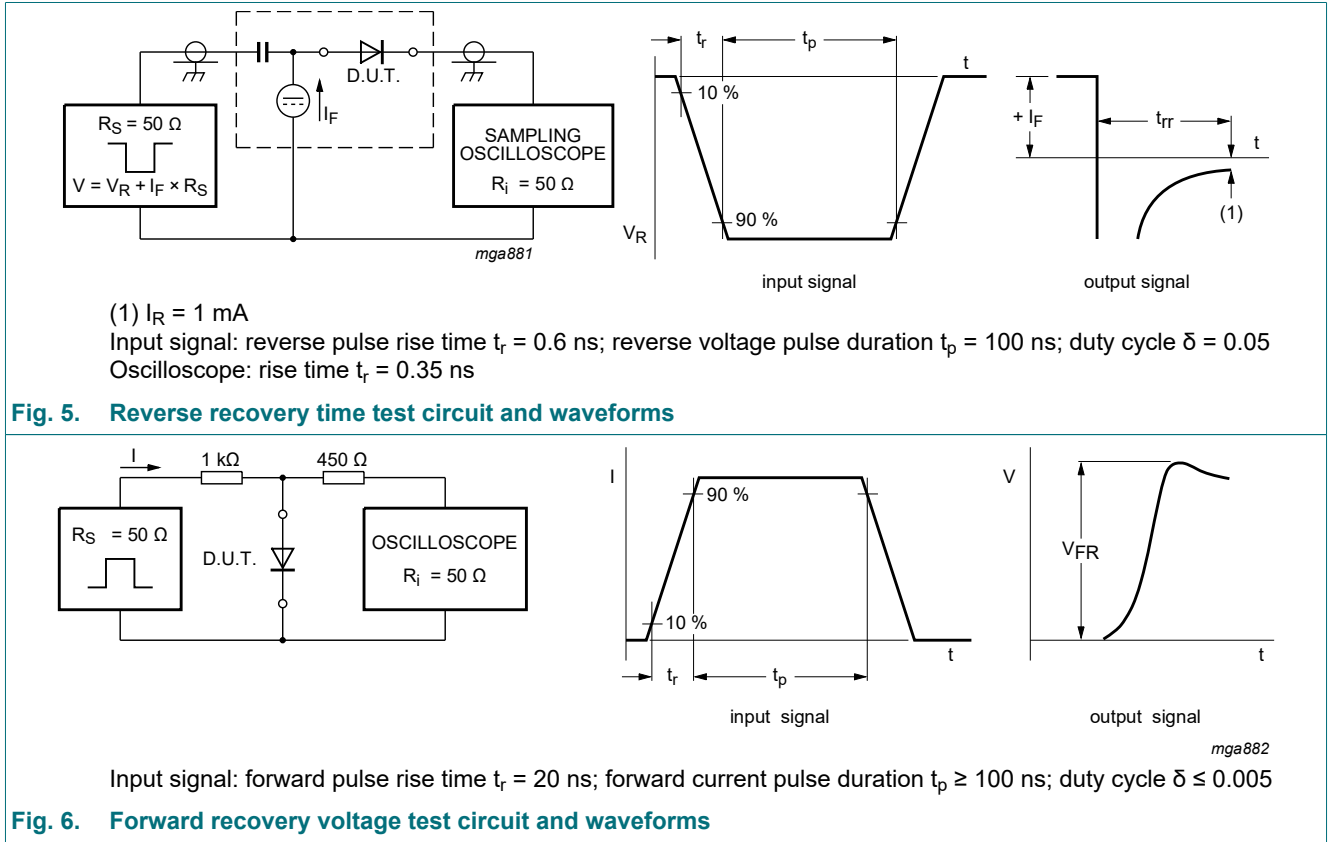 R_S = 50 Ω
V = V_R + I_F × R_S
I_F
D.U.T.
SAMPLING
OSCILLOSCOPE
R_i = 50 Ω
mga881
t_r
t_p
t
10 %
90 %
V_R
input signal
+ I_F
t_rr
t
(1)
output signal
(1) I_R = 1 mA
Input signal: reverse pulse rise time t_r = 0.6 ns; reverse voltage pulse duration t_p = 100 ns; duty cycle δ = 0.05
Oscilloscope: rise time t_r = 0.35 ns
Fig. 5. Reverse recovery time test circuit and waveforms
I
1 kΩ
450 Ω
R_S = 50 Ω
D.U.T.
OSCILLOSCOPE
R_i = 50 Ω
I
90 %
10 %
t
t_r
t_p
input signal
V
V_FR
t
output signal
mga882
Input signal: forward pulse rise time t_r = 20 ns; forward current pulse duration t_p ≥ 100 ns; duty cycle δ ≤ 0.005
Fig. 6. Forward recovery voltage test circuit and waveforms